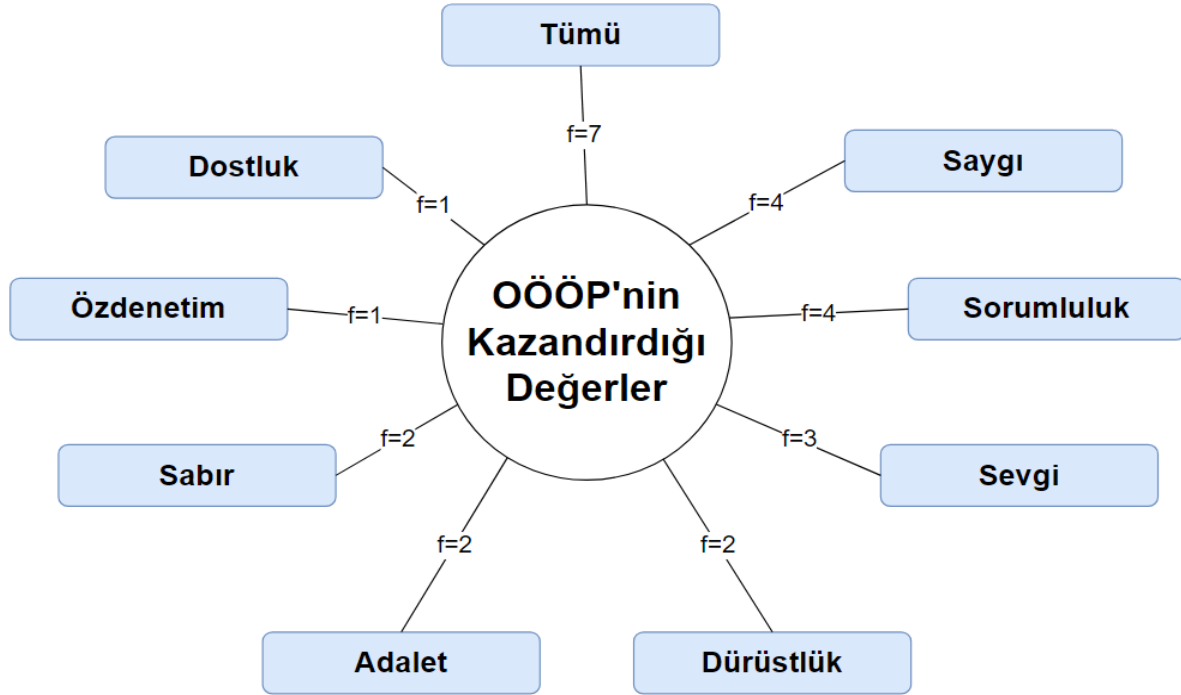 Tümü
f=7
Dostluk
f=1
Saygı
f=4
Özdenetim
f=1
OÖÖP'nin
Kazandırdığı
Değerler
f=4
Sorumluluk
Sabır
f=2
f=3
Sevgi
f=2
Adalet
f=2
Dürüstlük